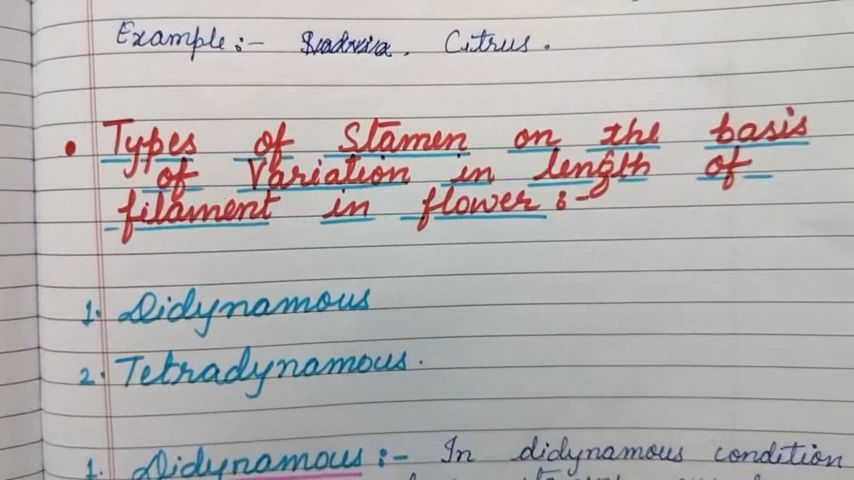 Example:- , Citrus.
• Types of Stamen on the basis
of Variation in length of
filament in flower :-
1. Didynamous
2. Tetradynamous.
1. Didynamous :- In didynamous condition